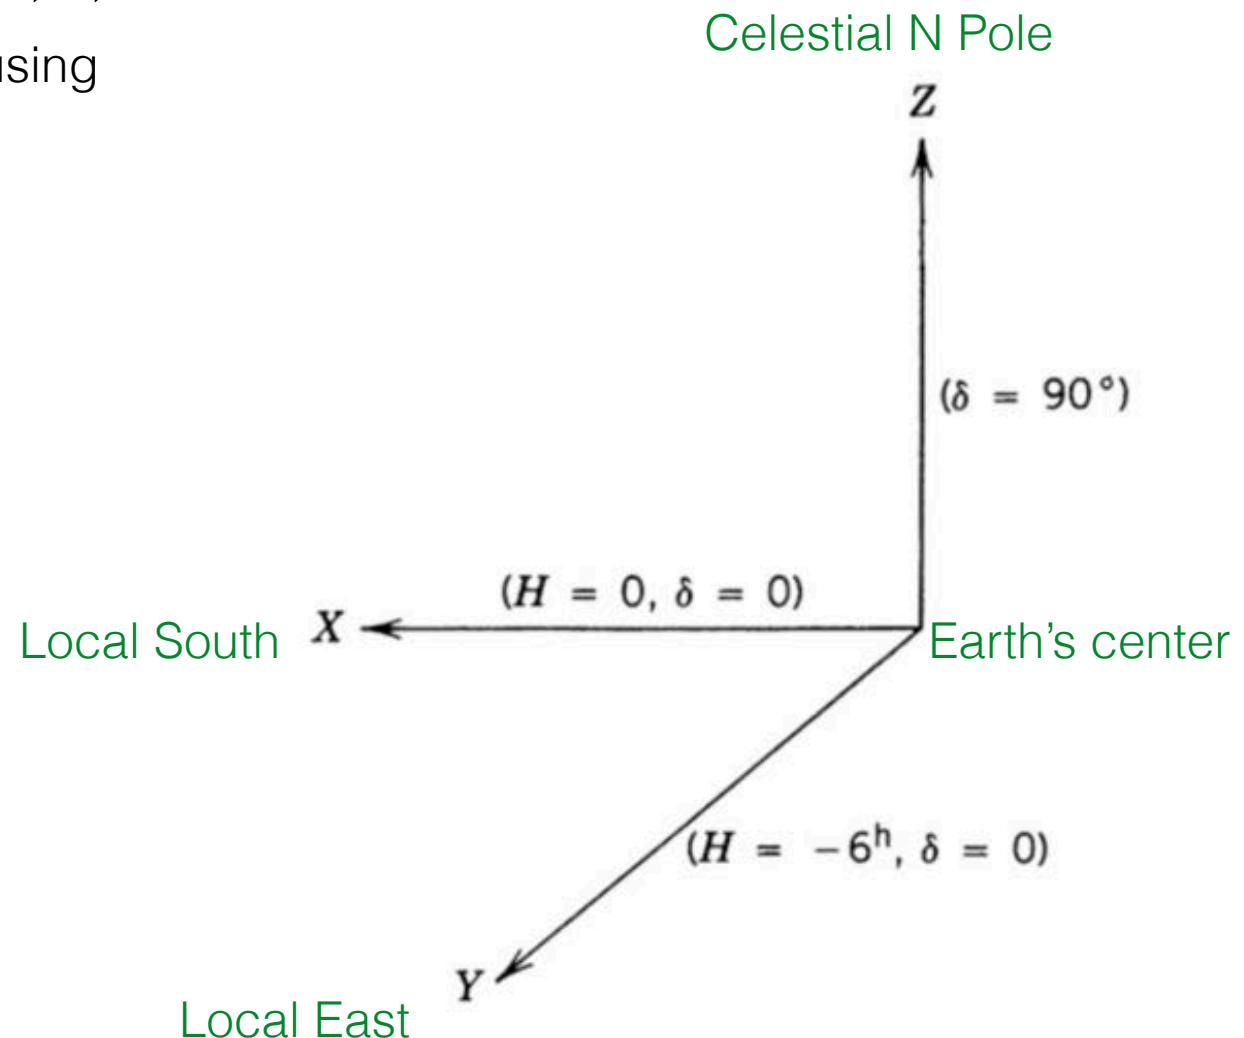 using
Celestial N Pole
Z
(δ = 90°)
(H = 0, δ = 0)
Local South X Earth's center
(H = −6ʰ, δ = 0)
Y
Local East